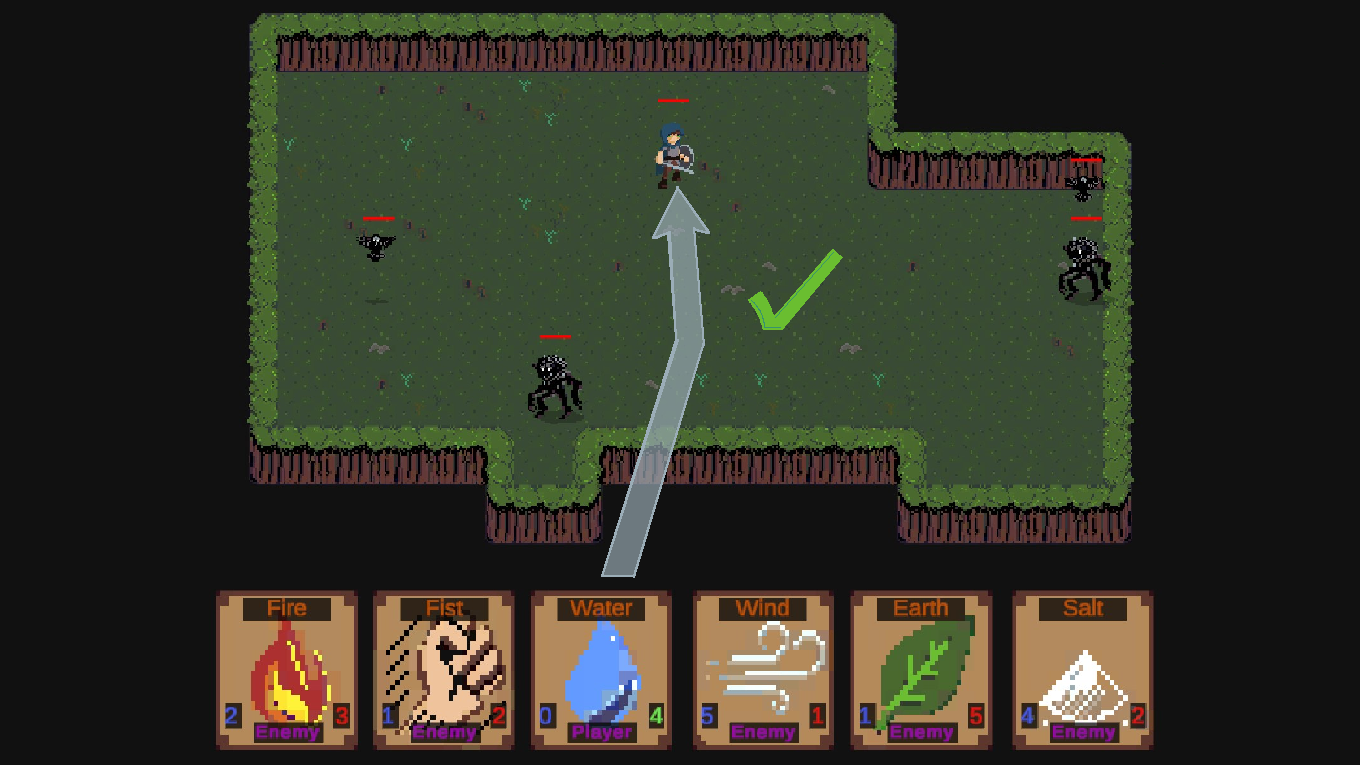 Fire
2
3
Enemy
Fist
1
2
Enemy
Water
0
4
Player
Wind
5
1
Enemy
Earth
1
5
Enemy
Salt
4
2
Enemy